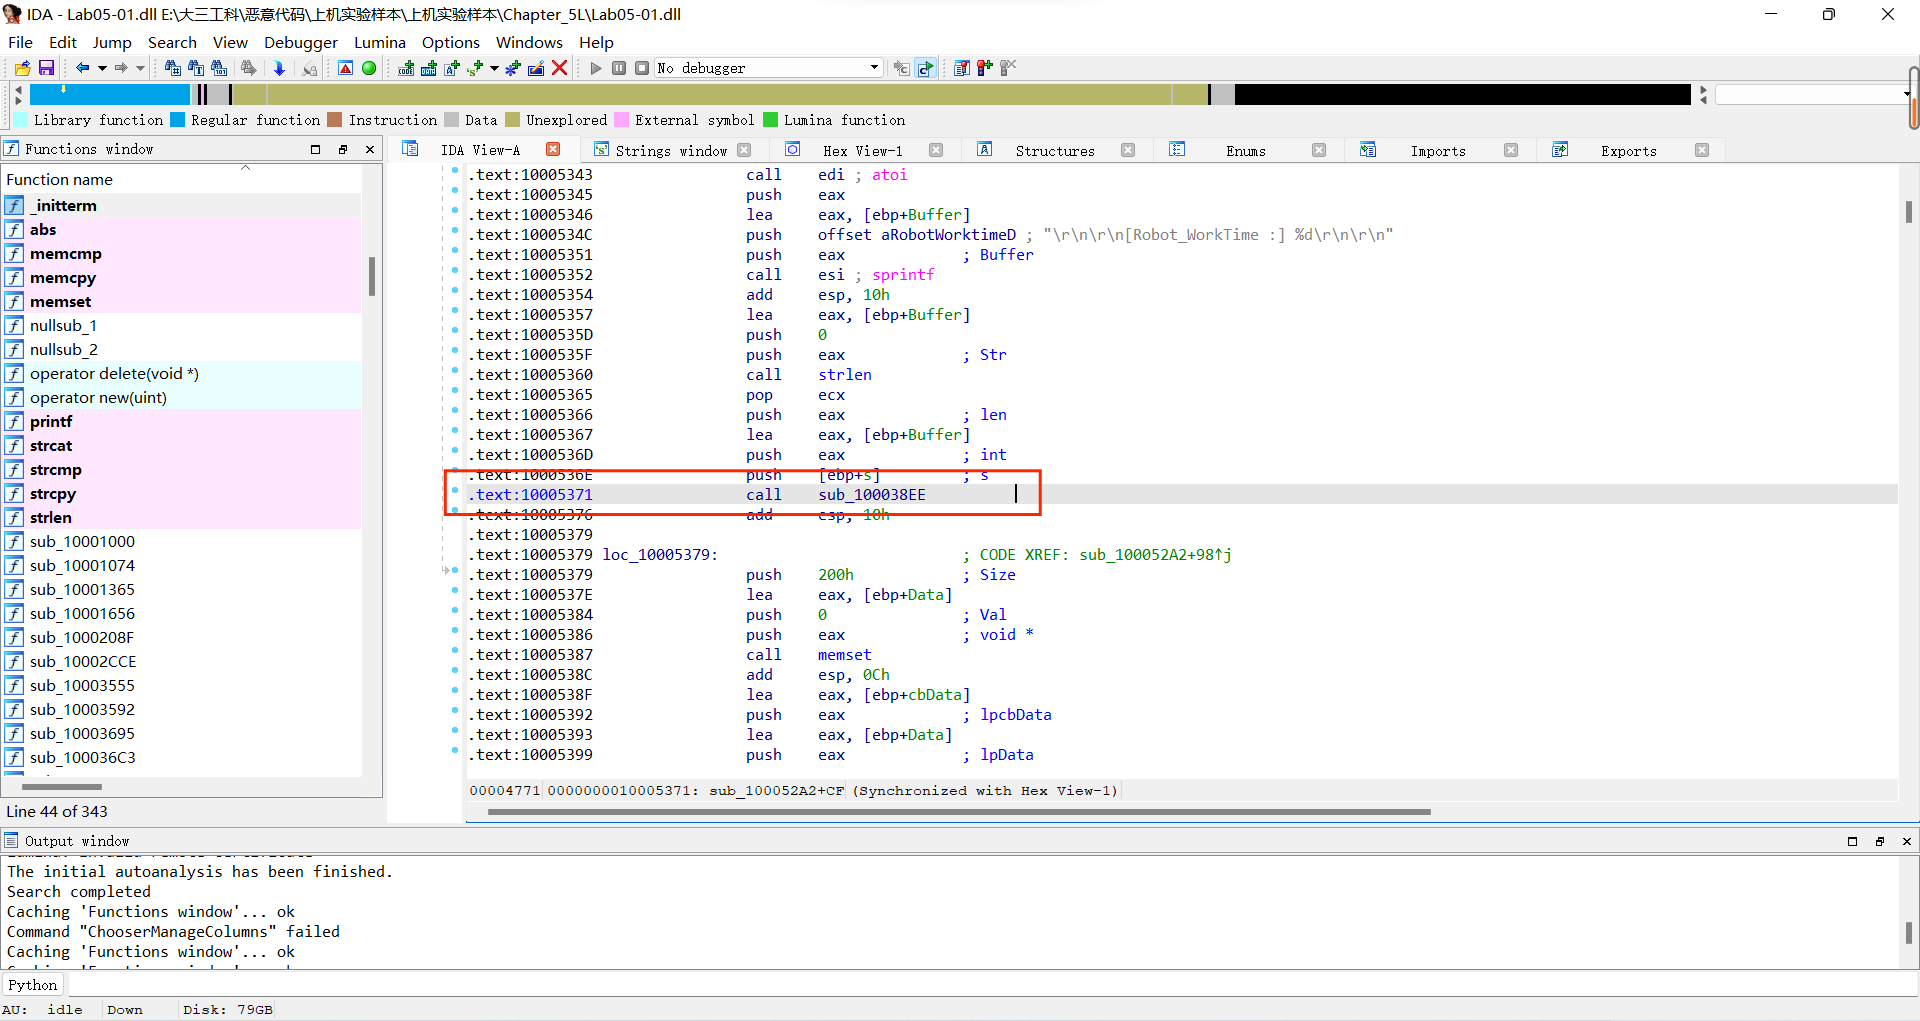 IDA - Lab05-01.dll E:\大三工科\恶意代码\上机实验样本\上机实验样本\Chapter_5L\Lab05-01.dll
File Edit Jump Search View Debugger Lumina Options Windows Help
No debugger
Library function Regular function Instruction Data Unexplored External symbol Lumina function
Functions window
Function name
_initterm
abs
memcmp
memcpy
memset
nullsub_1
nullsub_2
operator delete(void *)
operator new(uint)
printf
strcat
strcmp
strcpy
strlen
sub_10001000
sub_10001074
sub_10001365
sub_10001656
sub_1000208F
sub_10002CCE
sub_10003555
sub_10003592
sub_10003695
sub_100036C3
Line 44 of 343
IDA View-A Strings window Hex View-1 Structures Enums Imports Exports
.text:10005343 call edi ; atoi
.text:10005345 push eax
.text:10005346 lea eax, [ebp+Buffer]
.text:1000534C push offset aRobotWorktimeD ; "\r\n\r\n[Robot_WorkTime :] %d\r\n\r\n"
.text:10005351 push eax ; Buffer
.text:10005352 call esi ; sprintf
.text:10005354 add esp, 10h
.text:10005357 lea eax, [ebp+Buffer]
.text:1000535D push 0
.text:1000535F push eax ; Str
.text:10005360 call strlen
.text:10005365 pop ecx
.text:10005366 push eax ; len
.text:10005367 lea eax, [ebp+Buffer]
.text:1000536D push eax ; int
.text:1000536E push [ebp+s] ; s
.text:10005371 call sub_100038EE
.text:10005376 add esp, 10h
.text:10005379
.text:10005379 loc_10005379: ; CODE XREF: sub_100052A2+98↑j
.text:10005379 push 200h ; Size
.text:1000537E lea eax, [ebp+Data]
.text:10005384 push 0 ; Val
.text:10005386 push eax ; void *
.text:10005387 call memset
.text:1000538C add esp, 0Ch
.text:1000538F lea eax, [ebp+cbData]
.text:10005392 push eax ; lpcbData
.text:10005393 lea eax, [ebp+Data]
.text:10005399 push eax ; lpData
00004771 0000000010005371: sub_100052A2+CF (Synchronized with Hex View-1)
Output window
The initial autoanalysis has been finished.
Search completed
Caching 'Functions window'... ok
Command "ChooserManageColumns" failed
Caching 'Functions window'... ok
Python
AU: idle Down Disk: 79GB